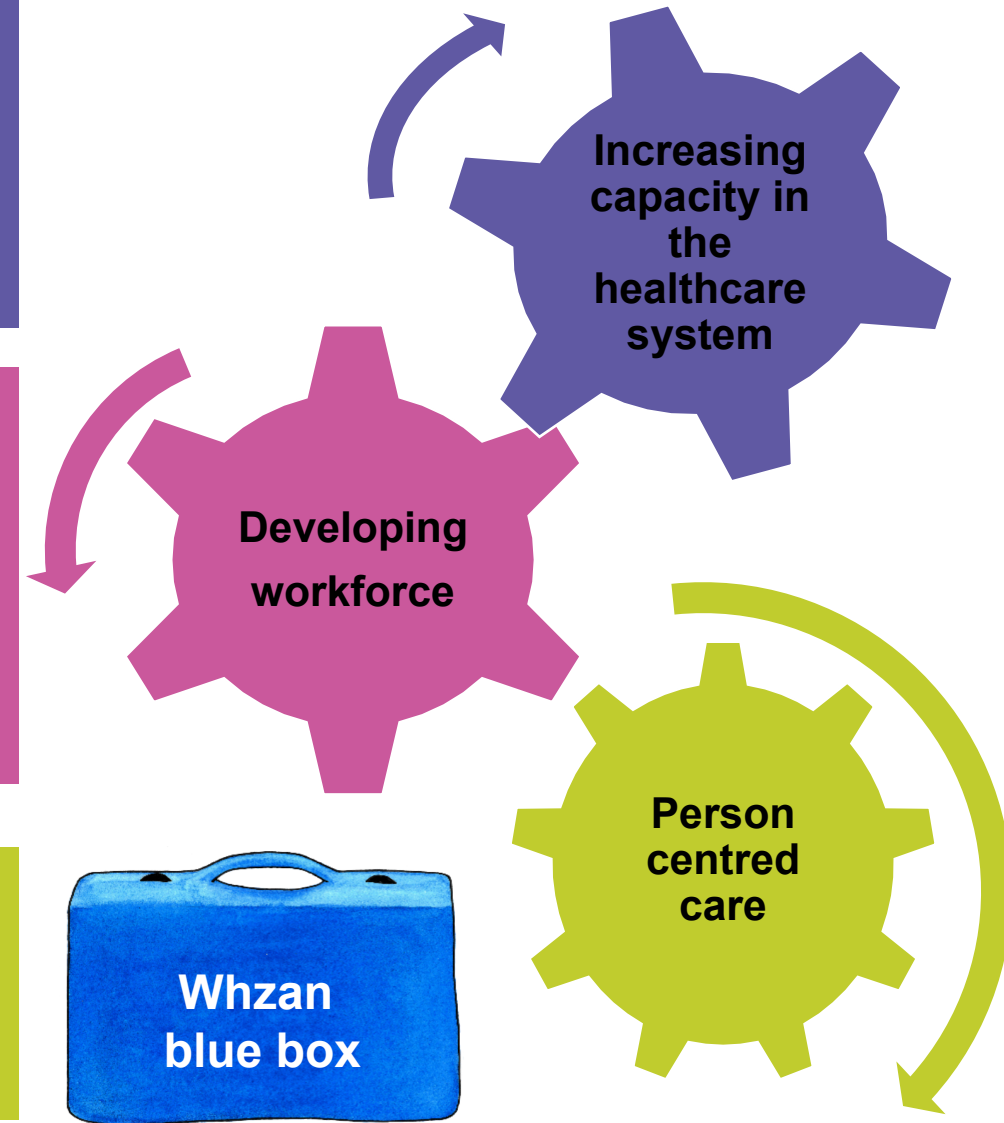 Increasing
capacity in
the
healthcare
system
Developing
workforce
Person
centred
care
Whzan
blue box